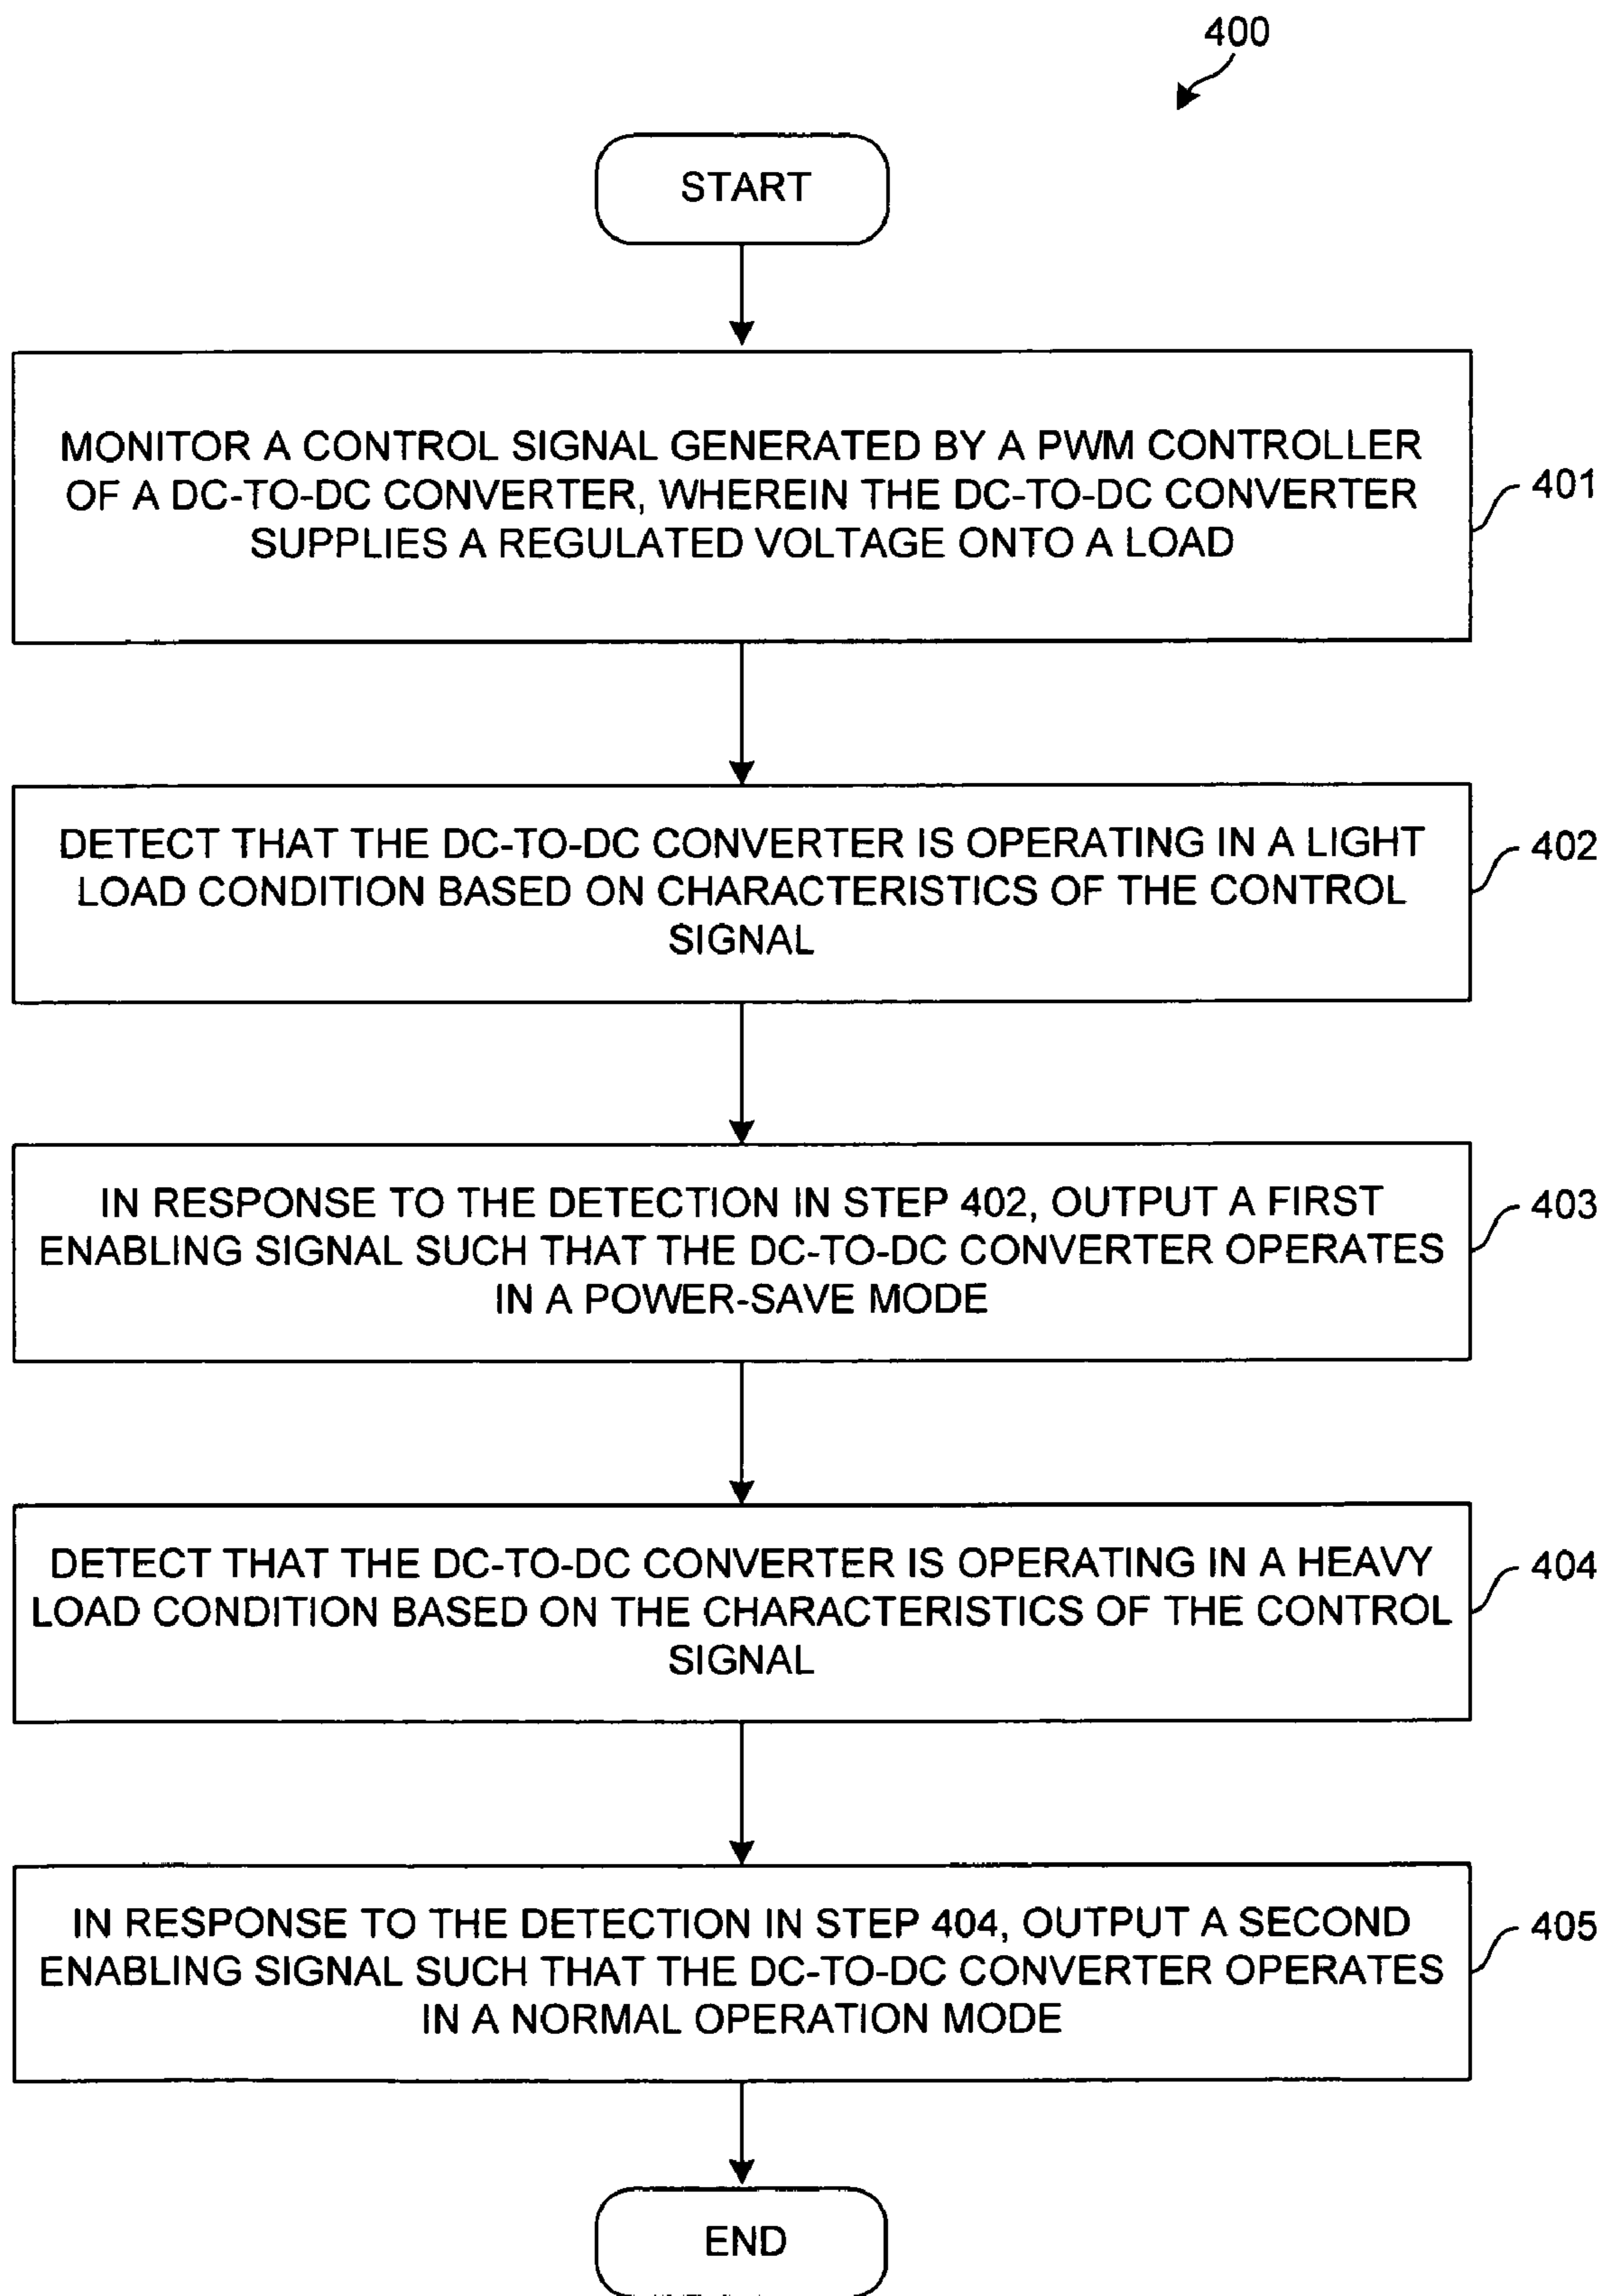 400
START
MONITOR A CONTROL SIGNAL GENERATED BY A PWM CONTROLLER
OF A DC-TO-DC CONVERTER, WHEREIN THE DC-TO-DC CONVERTER
SUPPLIES A REGULATED VOLTAGE ONTO A LOAD
401
DETECT THAT THE DC-TO-DC CONVERTER IS OPERATING IN A LIGHT
LOAD CONDITION BASED ON CHARACTERISTICS OF THE CONTROL
SIGNAL
402
IN RESPONSE TO THE DETECTION IN STEP 402, OUTPUT A FIRST
ENABLING SIGNAL SUCH THAT THE DC-TO-DC CONVERTER OPERATES
IN A POWER-SAVE MODE
403
DETECT THAT THE DC-TO-DC CONVERTER IS OPERATING IN A HEAVY
LOAD CONDITION BASED ON THE CHARACTERISTICS OF THE CONTROL
SIGNAL
404
IN RESPONSE TO THE DETECTION IN STEP 404, OUTPUT A SECOND
ENABLING SIGNAL SUCH THAT THE DC-TO-DC CONVERTER OPERATES
IN A NORMAL OPERATION MODE
405
END